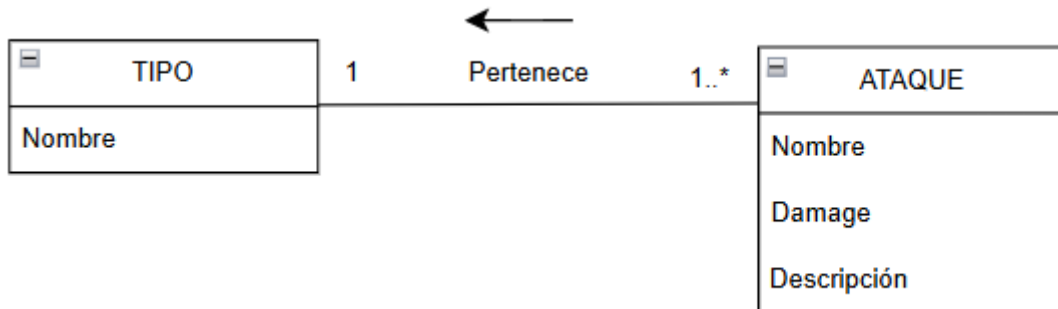 TIPO
Nombre
1
Pertenece
1..*
ATAQUE
Nombre
Damage
Descripción